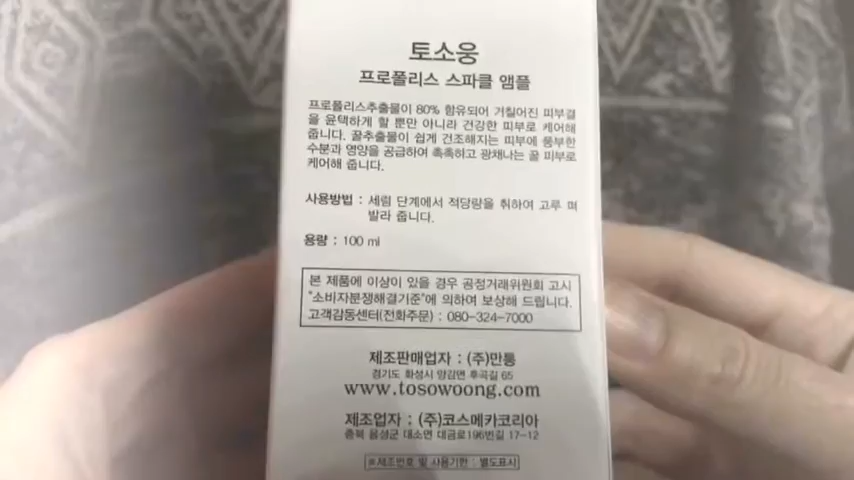 토소웅
프로폴리스 스파클 앰플
프로폴리스추출물이 80% 함유되어 거칠어진 피부결
을 윤택하게 할 뿐만 아니라 건강한 피부로 케어해
줍니다. 꿀추출물이 쉽게 건조해지는 피부에 풍부한
수분과 영양을 공급하여 촉촉하고 광채나는 꿀 피부로
케어해 줍니다.
사용방법 : 세럼 단계에서 적당량을 취하여 고루 펴
발라 줍니다.
용량 : 100 ml
본 제품에 이상이 있을 경우 공정거래위원회 고시
"소비자분쟁해결기준"에 의하여 보상해 드립니다.
고객감동센터(전화주문) : 080-324-7000
제조판매업자 : (주)만통
경기도 화성시 양감면 후곡길 65
www.tosowoong.com
제조업자 : (주)코스메카코리아
충북 음성군 대소면 대금로196번길 17-12
※제조번호 및 사용기한 : 별도표시